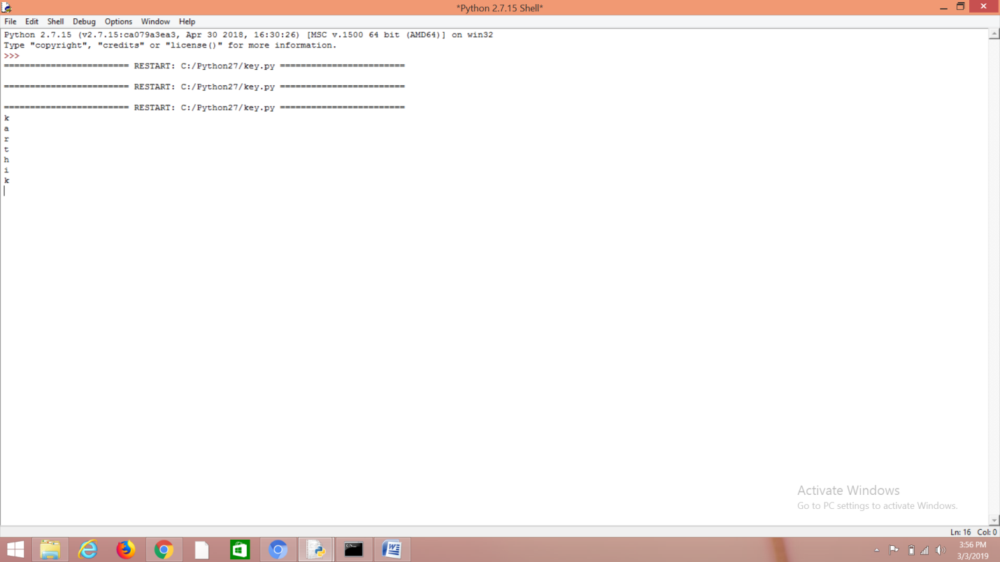 *Python 2.7.15 Shell*
File Edit Shell Debug Options Window Help
Python 2.7.15 (v2.7.15:ca079a3ea3, Apr 30 2018, 16:30:26) [MSC v.1500 64 bit (AMD64)] on win32
Type "copyright", "credits" or "license()" for more information.
>>>
======================== RESTART: C:/Python27/key.py ========================
======================== RESTART: C:/Python27/key.py ========================
======================== RESTART: C:/Python27/key.py ========================
k
a
r
t
h
i
k
Activate Windows
Go to PC settings to activate Windows.
Ln: 16 Col: 0
3:56 PM
3/3/2019